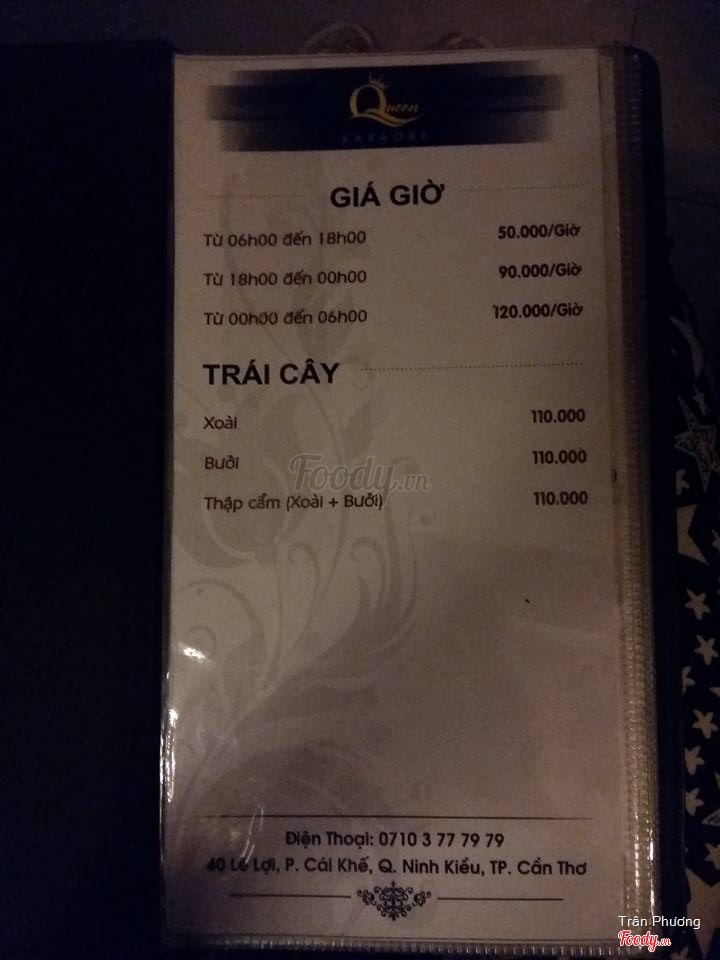 Queen
KARAOKE
GIÁ GIỜ
Từ 06h00 đến 18h00 50.000/Giờ
Từ 18h00 đến 00h00 90.000/Giờ
Từ 00h00 đến 06h00 120.000/Giờ
TRÁI CÂY
Xoài 110.000
Bưởi 110.000
Foody.vn
Thập cẩm (Xoài + Bưởi) 110.000
Điện Thoại: 0710 3 77 79 79
40 Lê Lợi, P. Cái Khế, Q. Ninh Kiều, TP. Cần Thơ
Trân Phương
Foody.vn